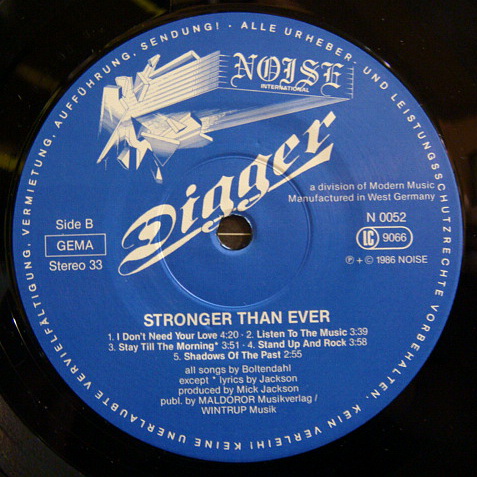 KEINE UNERLAUBTE VERVIELFÄLTIGUNG, VERMIETUNG, AUFFÜHRUNG, SENDUNG! - ALLE URHEBER- UND LEISTUNGSSCHUTZRECHTE VORBEHALTEN - KEIN VERLEIH!
NOISE
INTERNATIONAL
Digger
a division of Modern Music
Manufactured in West Germany
Side B
GEMA
Stereo 33
N 0052
LC 9066
℗ + © 1986 NOISE
STRONGER THAN EVER
1. I Don't Need Your Love 4:20 - 2. Listen To The Music 3:39
3. Stay Till The Morning* 3:51 - 4. Stand Up And Rock 3:58
5. Shadows Of The Past 2:55
all songs by Boltendahl
except * lyrics by Jackson
produced by Mick Jackson
publ. by MALDOROR Musikverlag /
WINTRUP Musik